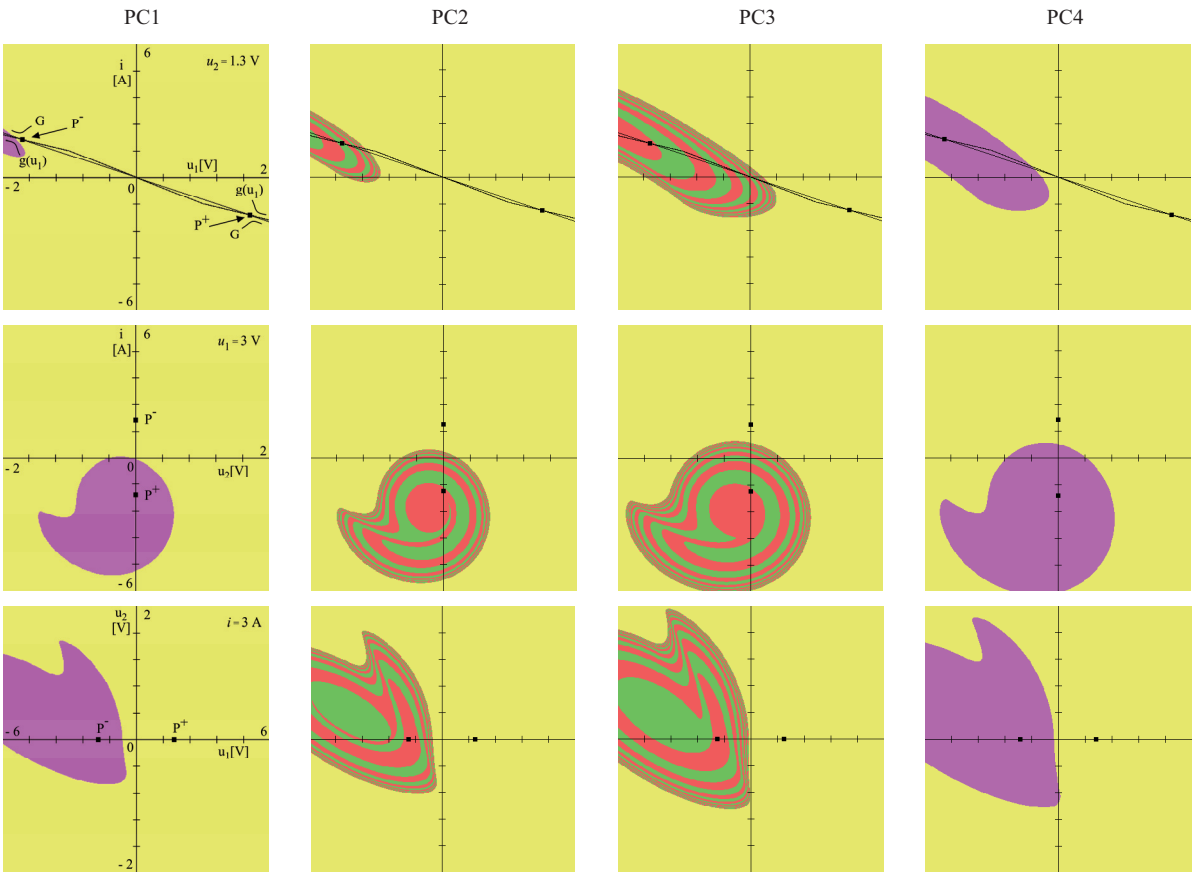 PC1 PC2 PC3 PC4
i 6 u₂ = 1.3 V
[A]
G P⁻
g(u₁) u₁[V] 2
- 2 0 g(u₁)
P⁺
G
- 6
i 6 u₁ = 3 V
[A]
P⁻
- 2 0 2
u₂[V]
P⁺
- 6
u₂ 2 i = 3 A
[V]
- 6 P⁻ P⁺ 6
0 u₁[V]
- 2